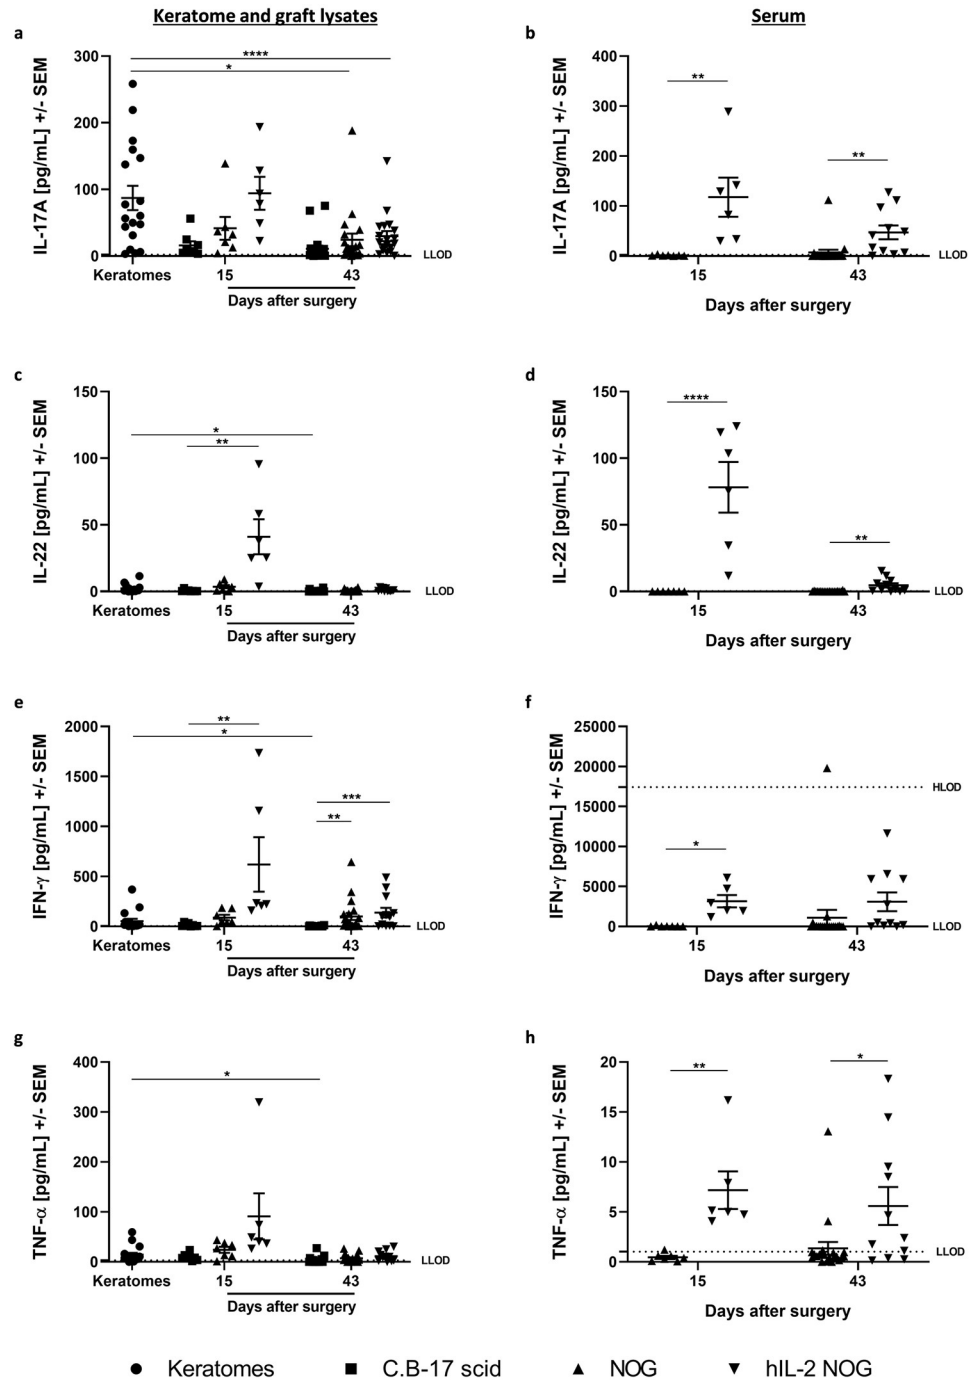 Keratome and graft lysates
Serum
a
IL-17A [pg/mL] +/- SEM
300
200
100
0
****
*
LLOD
Keratomes
15
43
Days after surgery
b
IL-17A [pg/mL] +/- SEM
400
300
200
100
0
**
**
LLOD
15
43
Days after surgery
c
IL-22 [pg/mL] +/- SEM
150
100
50
0
*
**
LLOD
Keratomes
15
43
Days after surgery
d
IL-22 [pg/mL] +/- SEM
150
100
50
0
****
**
LLOD
15
43
Days after surgery
e
IFN-γ [pg/mL] +/- SEM
2000
1500
1000
500
0
**
*
***
**
LLOD
Keratomes
15
43
Days after surgery
f
IFN-γ [pg/mL] +/- SEM
25000
20000
15000
10000
5000
0
HLOD
*
LLOD
15
43
Days after surgery
g
TNF-α [pg/mL] +/- SEM
400
300
200
100
0
*
LLOD
Keratomes
15
43
Days after surgery
h
TNF-α [pg/mL] +/- SEM
20
15
10
5
0
**
*
LLOD
15
43
Days after surgery
Keratomes
C.B-17 scid
NOG
hIL-2 NOG